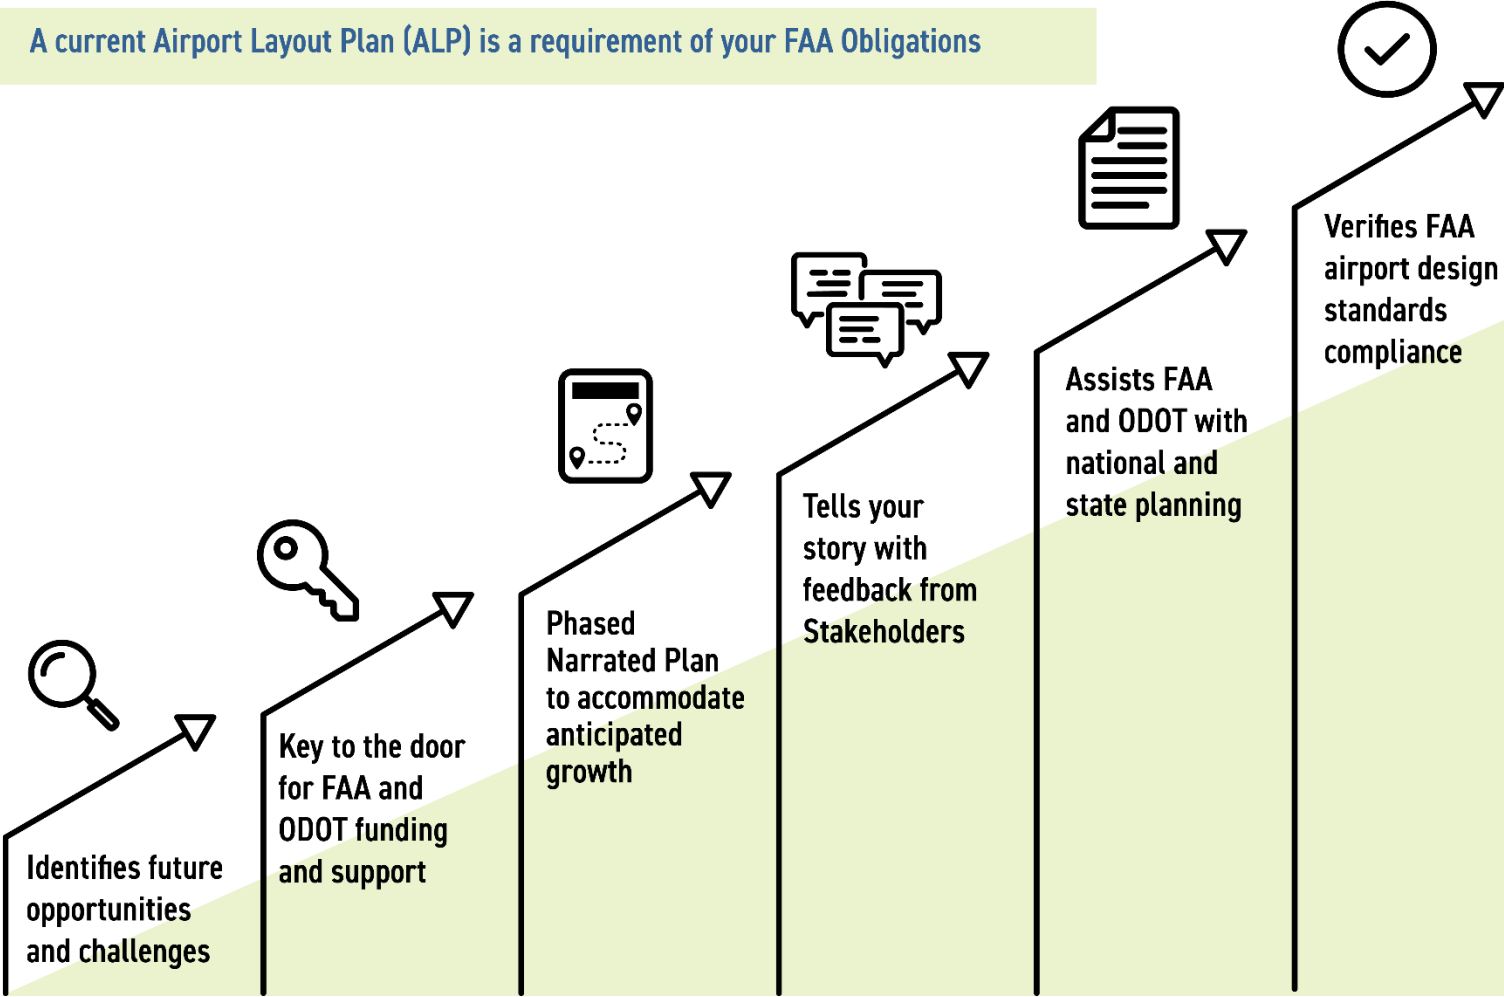 A current Airport Layout Plan (ALP) is a requirement of your FAA Obligations
Identifies future
opportunities
and challenges
Key to the door
for FAA and
ODOT funding
and support
Phased
Narrated Plan
to accommodate
anticipated
growth
Tells your
story with
feedback from
Stakeholders
Assists FAA
and ODOT with
national and
state planning
Verifies FAA
airport design
standards
compliance